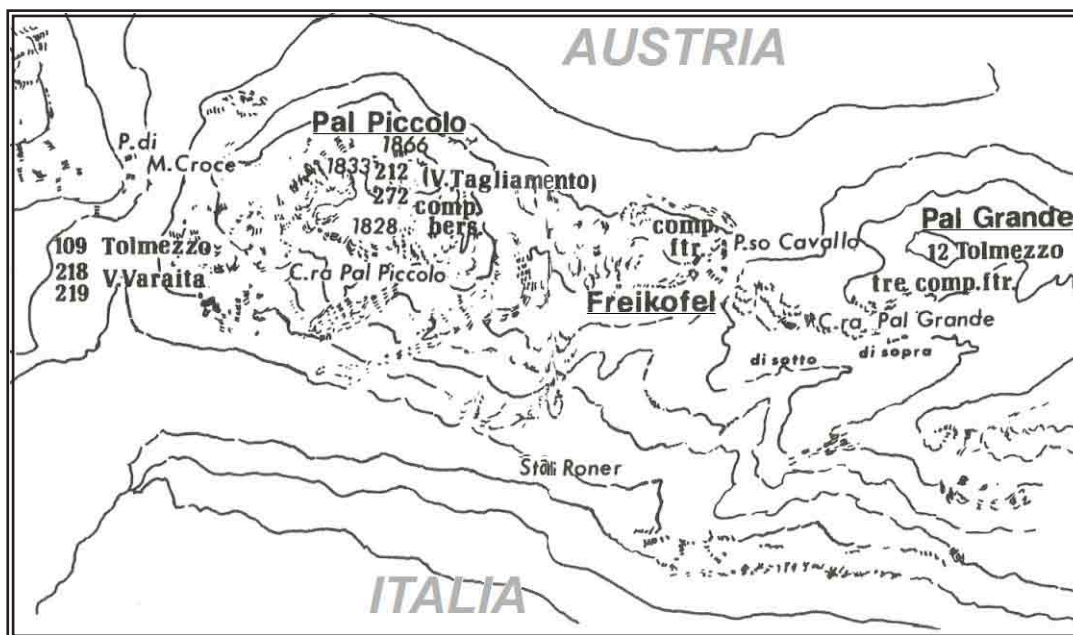 AUSTRIA
Pal Piccolo
1866
P. di
M. Croce
1833 212 (V. Tagliamento)
272 comp.
bers.
1828
109 Tolmezzo
218 V. Varaita
219
C.ra Pal Piccolo
comp.
ftr.
P.so Cavallo
Freikofel
Pal Grande
12 Tolmezzo
tre comp. ftr.
C.ra Pal Grande
di sotto di sopra
Stali Roner
ITALIA